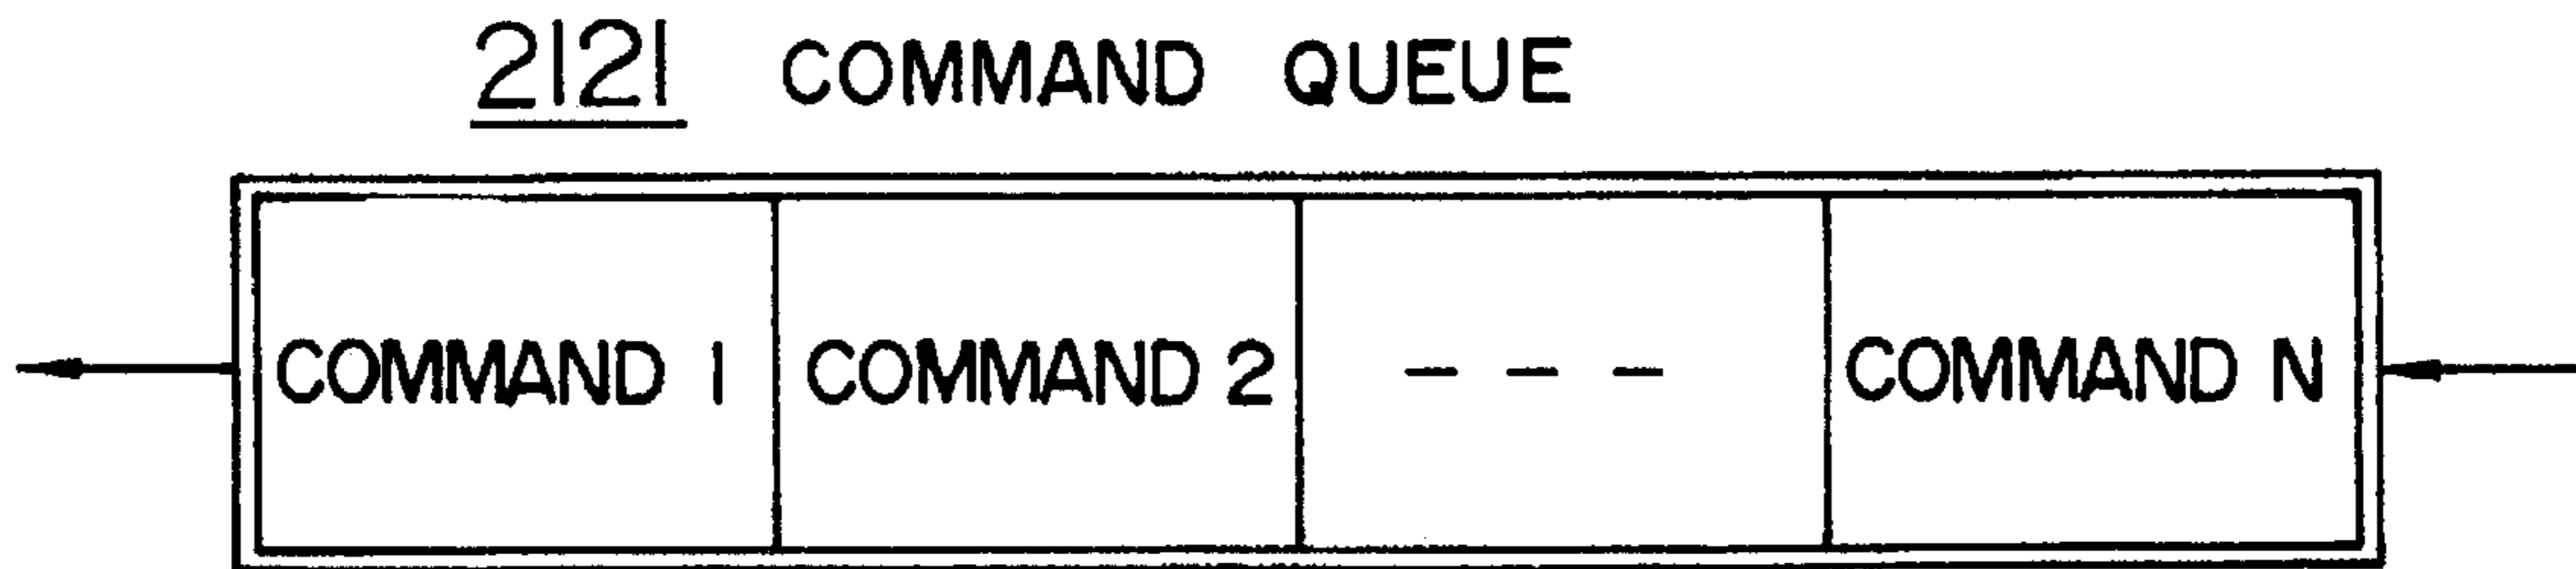 2121 COMMAND QUEUE
COMMAND 1 COMMAND 2 - - - COMMAND N